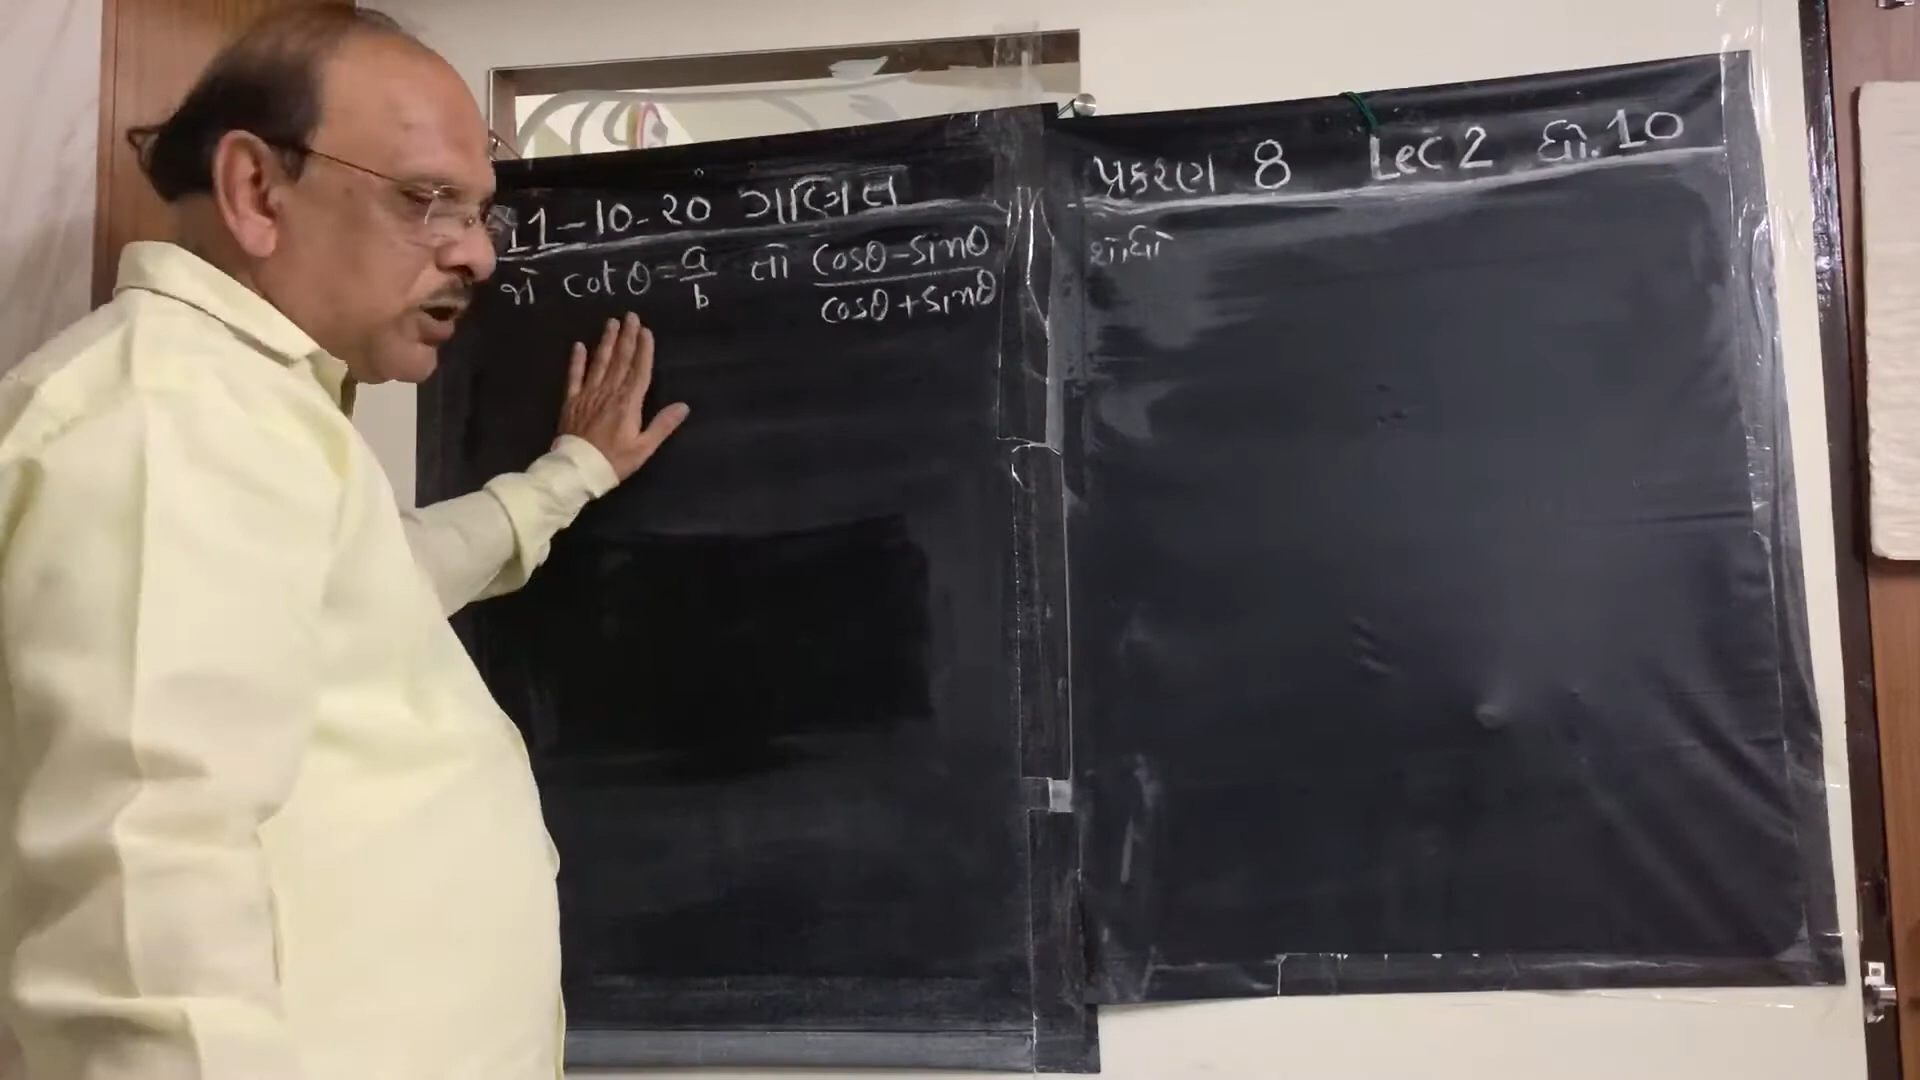 11-10-20 ગણિત
પ્રકરણ 8 Lec 2 ધો. 10
જો cot θ = a/b તો (cosθ - sinθ)/(cosθ + sinθ)
શોધો